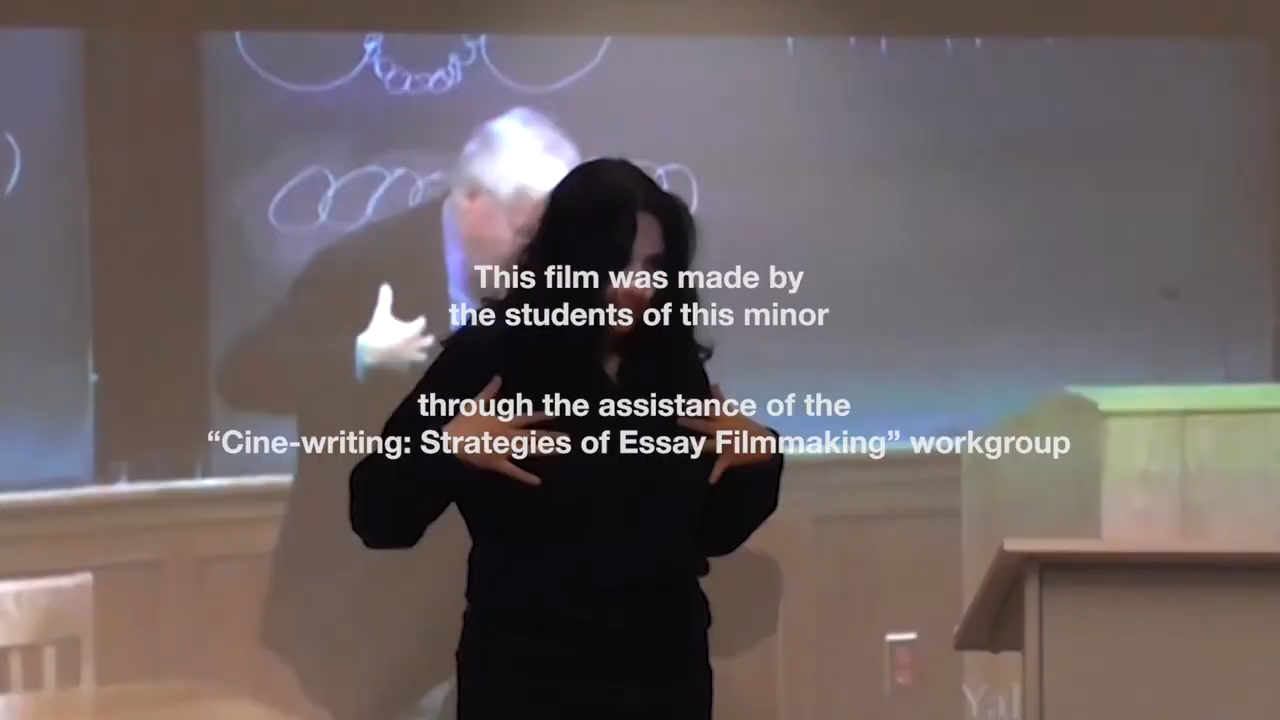 This film was made by
the students of this minor
through the assistance of the
“Cine-writing: Strategies of Essay Filmmaking” workgroup